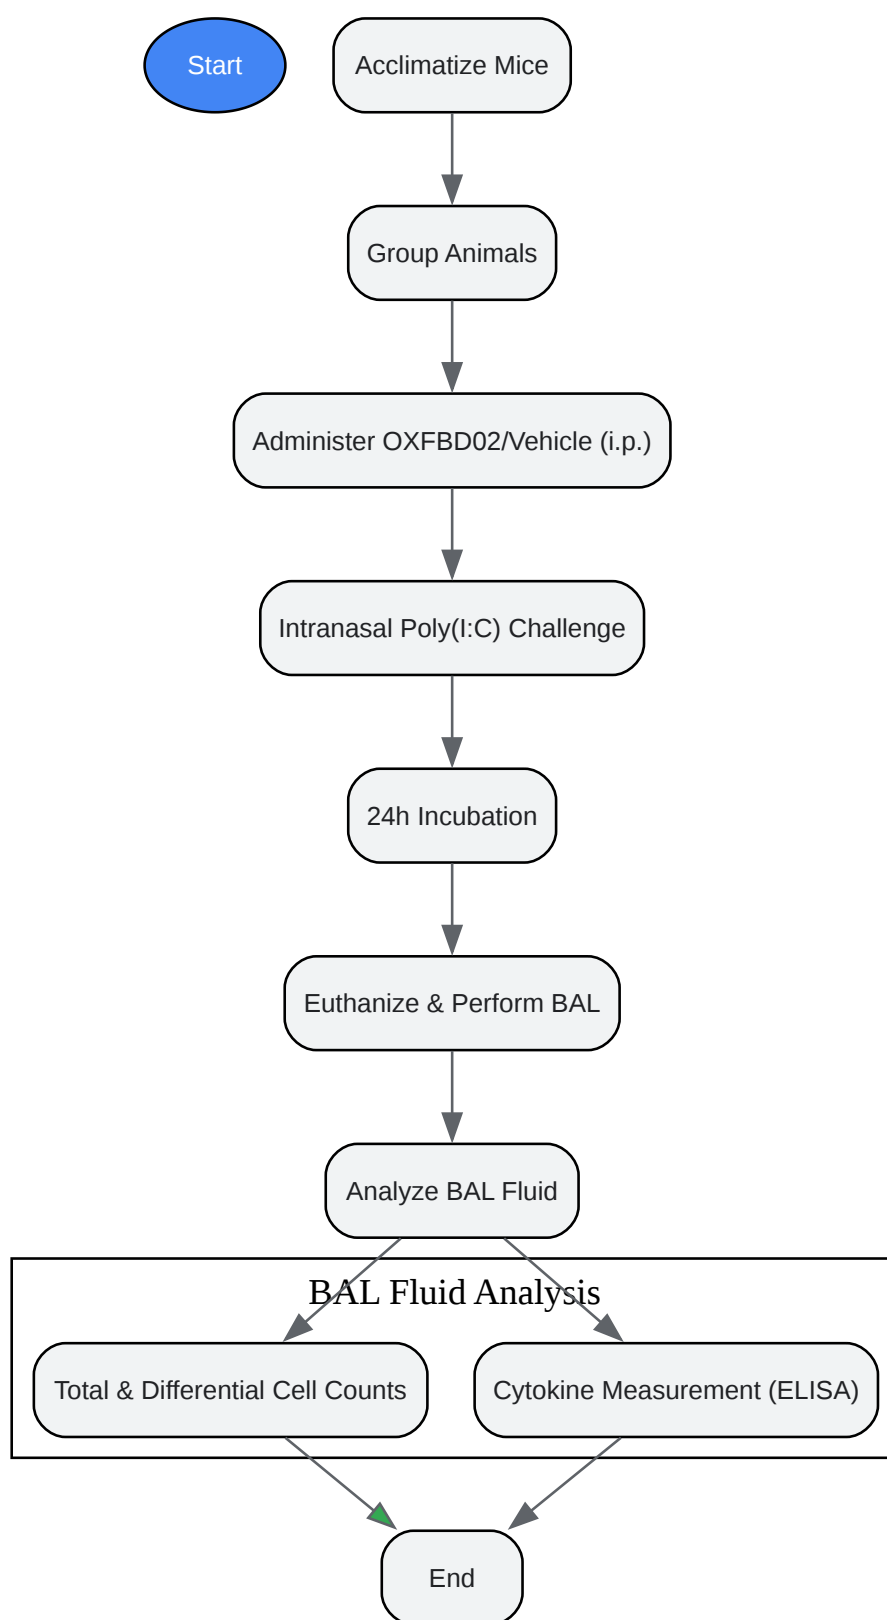 Start
Acclimatize Mice
Group Animals
Administer OXFBD02/Vehicle (i.p.)
Intranasal Poly(I:C) Challenge
24h Incubation
Euthanize & Perform BAL
Analyze BAL Fluid
BAL Fluid Analysis
Total & Differential Cell Counts
Cytokine Measurement (ELISA)
End